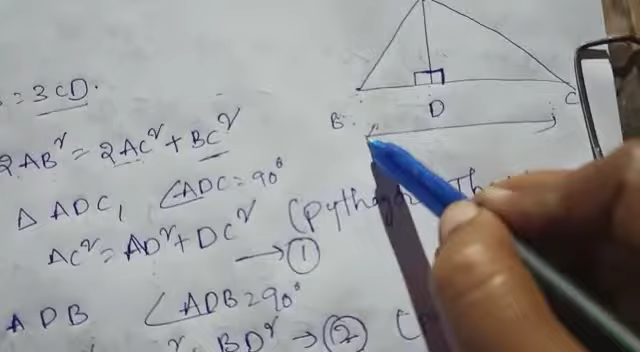 = 3CD.
D
C
B
2AB² = 2AC² + BC²
△ ADC, ∠ADC = 90°
AC² = AD² + DC² → ①
ADB ∠ADB = 90°
BD² → ②